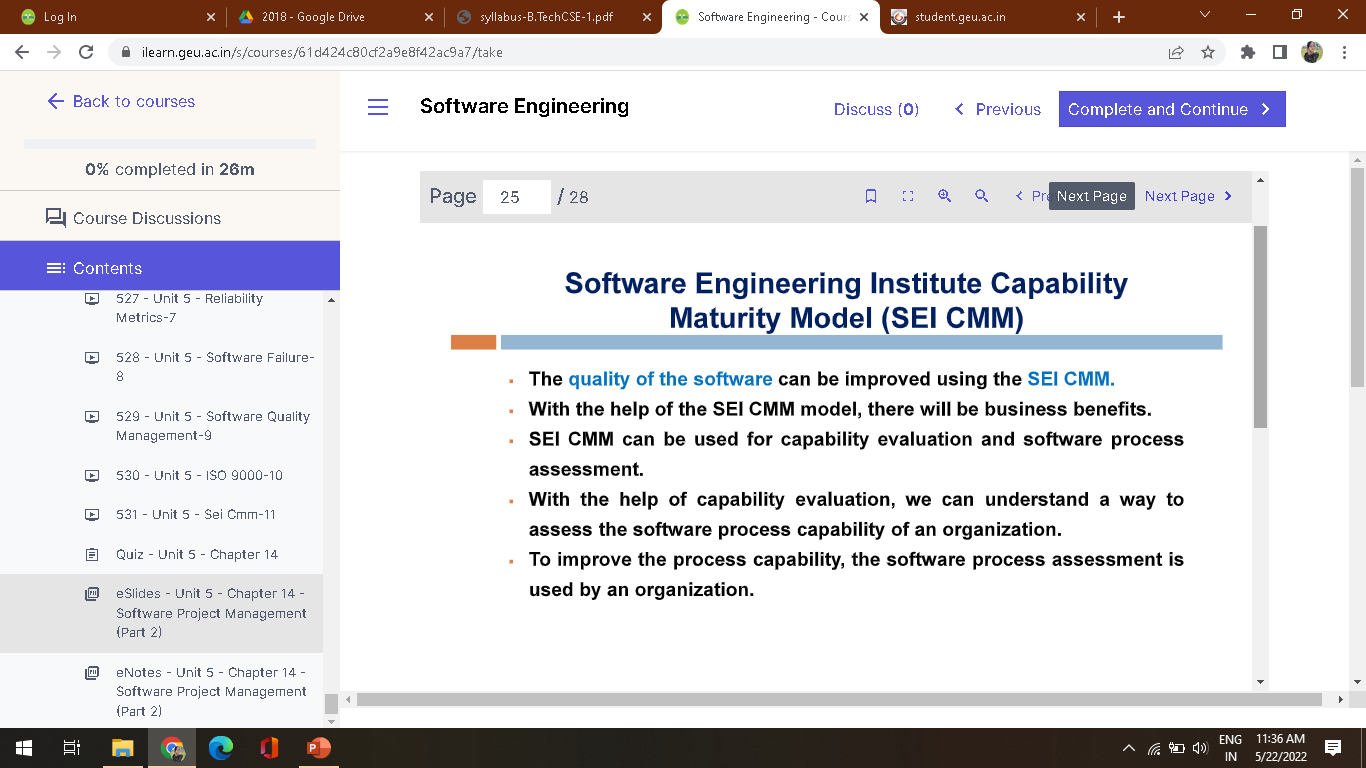 Log In
2018 - Google Drive
syllabus-B.TechCSE-1.pdf
Software Engineering - Cour
student.geu.ac.in
ilearn.geu.ac.in/s/courses/61d424c80cf2a9e8f42ac9a7/take
Back to courses
0% completed in 26m
Course Discussions
Contents
527 - Unit 5 - Reliability
Metrics-7
528 - Unit 5 - Software Failure-
8
529 - Unit 5 - Software Quality
Management-9
530 - Unit 5 - ISO 9000-10
531 - Unit 5 - Sei Cmm-11
Quiz - Unit 5 - Chapter 14
eSlides - Unit 5 - Chapter 14 -
Software Project Management
(Part 2)
eNotes - Unit 5 - Chapter 14 -
Software Project Management
(Part 2)
Software Engineering
Discuss (0)
Previous
Complete and Continue
Page 25 / 28
Pre
Next Page
Next Page
Software Engineering Institute Capability
Maturity Model (SEI CMM)
The quality of the software can be improved using the SEI CMM.
With the help of the SEI CMM model, there will be business benefits.
SEI CMM can be used for capability evaluation and software process
assessment.
With the help of capability evaluation, we can understand a way to
assess the software process capability of an organization.
To improve the process capability, the software process assessment is
used by an organization.
ENG
IN
11:36 AM
5/22/2022